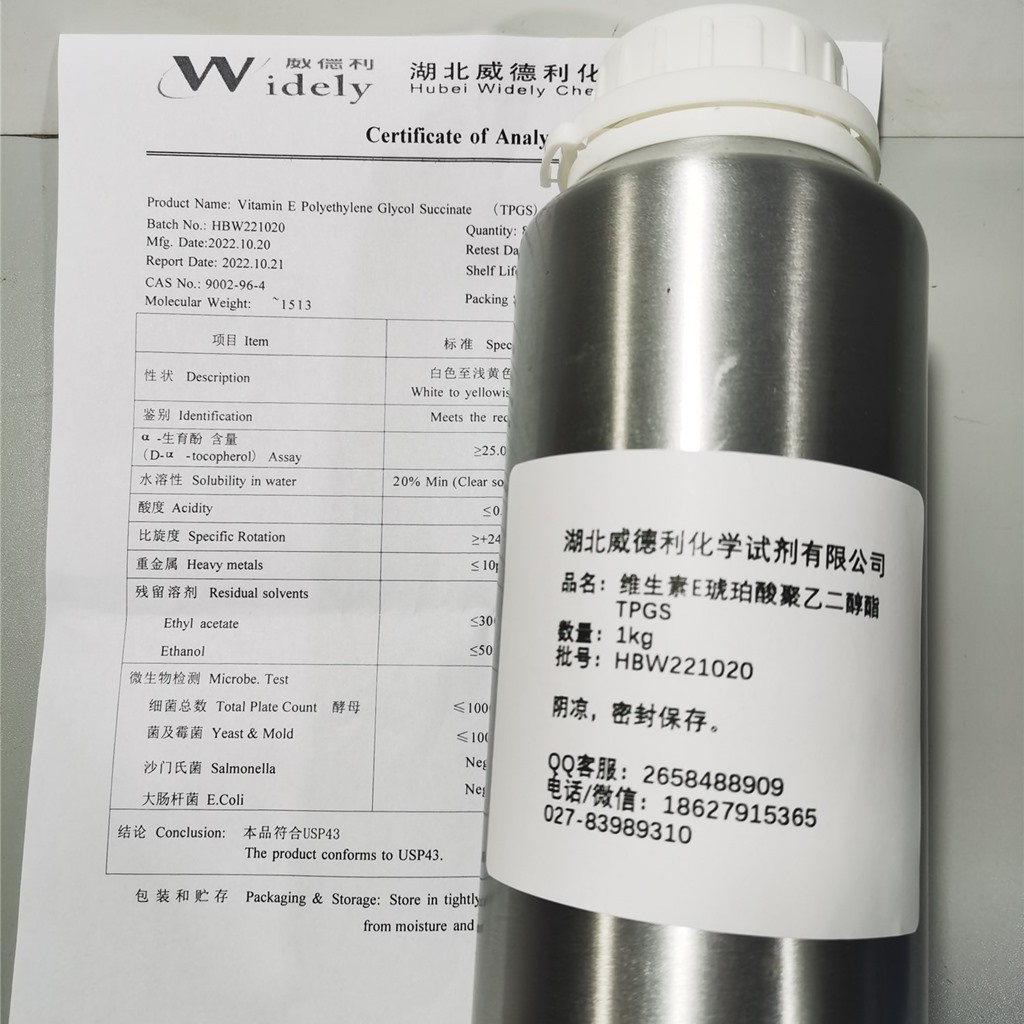 威德利
Widely
湖北威德利化
Hubei Widely Che
Certificate of Analy
Product Name: Vitamin E Polyethylene Glycol Succinate （TPGS）
Batch No.: HBW221020
Quantity:
Mfg. Date:2022.10.20
Retest Da
Report Date: 2022.10.21
Shelf Life
CAS No.: 9002-96-4
Molecular Weight: ~1513
Packing
项目 Item
标准 Spec
性状 Description
白色至浅黄色
White to yellowis
鉴别 Identification
Meets the req
α-生育酚 含量
(D-α -tocopherol) Assay
≥25.0
水溶性 Solubility in water
20% Min (Clear so
酸度 Acidity
≤0.
比旋度 Specific Rotation
≥+24
重金属 Heavy metals
≤10p
残留溶剂 Residual solvents
Ethyl acetate
≤50
Ethanol
微生物检测 Microbe. Test
细菌总数 Total Plate Count 酵母
≤100
菌及霉菌 Yeast & Mold
≤100
沙门氏菌 Salmonella
Neg
大肠杆菌 E.Coli
Neg
结论 Conclusion: 本品符合USP43
The product conforms to USP43.
包装和贮存 Packaging & Storage: Store in tightly
from moisture and
湖北威德利化学试剂有限公司
品名：维生素E琥珀酸聚乙二醇酯
TPGS
数量：1kg
批号：HBW221020
阴凉，密封保存。
QQ客服：2658488909
电话/微信：18627915365
027-83989310